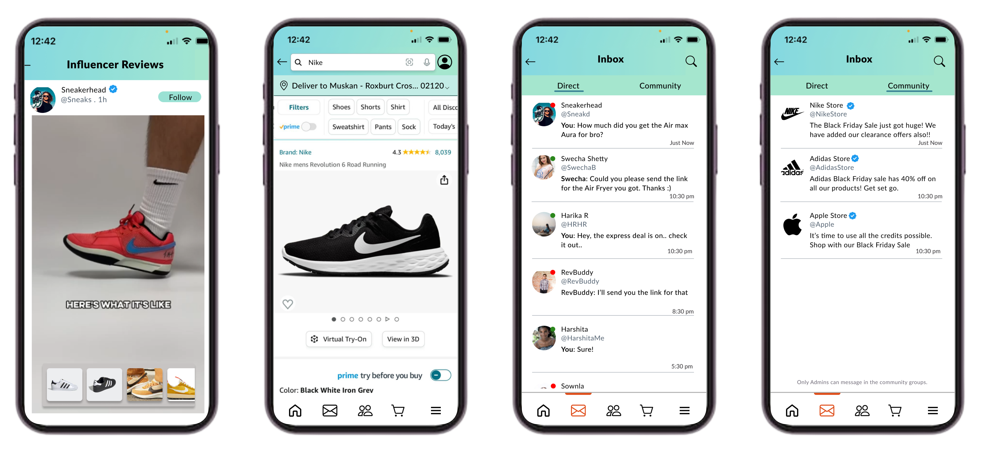 12:42
Influencer Reviews
Sneakerhead
@Sneaks . 1h
Follow
HERE'S WHAT IT'S LIKE
12:42
Nike
Deliver to Muskan - Roxburt Cros... 02120
Filters
Shoes
Shorts
Shirt
All Disc
prime
Sweatshirt
Pants
Sock
Today's
Brand: Nike
4.3
8,039
Nike mens Revolution 6 Road Running
Virtual Try-On
View in 3D
prime try before you buy
Color: Black White Iron Grey
12:42
Inbox
Direct
Community
Sneakerhead
@Sneakd
You: How much did you get the Air max
Aura for bro?
Just Now
Swecha Shetty
@SwechaB
Swecha: Could you please send the link
for the Air Fryer you got. Thanks :)
10:30 pm
Harika R
@HRHR
You: Hey, the express deal is on.. check
it out..
10:30 pm
RevBuddy
@RevBuddy
RevBuddy: I'll send you the link for that
8:30 pm
Harshita
@HarshitaMe
You: Sure!
5:30 pm
Sownia
12:42
Inbox
Direct
Community
Nike Store
@NikeStore
The Black Friday Sale just got huge! We
have added our clearance offers also!!
Just Now
adidas
Adidas Store
@AdidasStore
Adidas Black Friday sale has 40% off on
all our products! Get set go.
10:30 pm
Apple Store
@Apple
It's time to use all the credits possible.
Shop with our Black Friday Sale
10:30 pm
Only Admins can message in the community groups.